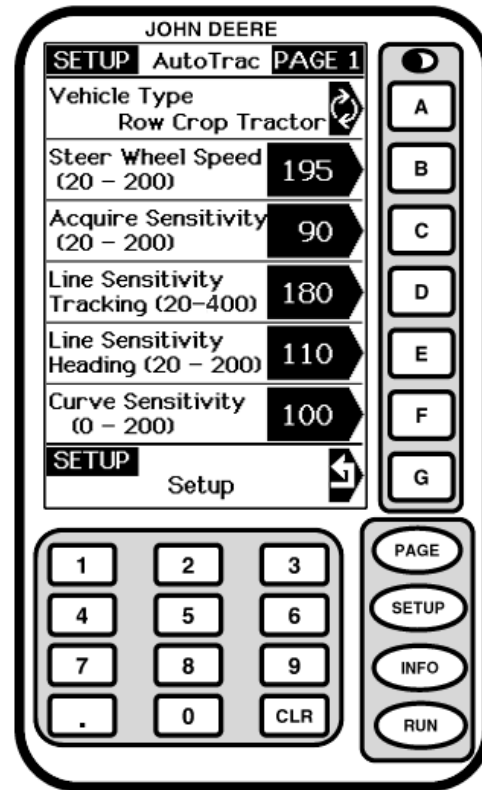 JOHN DEERE
SETUP AutoTrac PAGE 1
Vehicle Type
Row Crop Tractor
A
Steer Wheel Speed
(20 - 200)
195
B
Acquire Sensitivity
(20 - 200)
90
C
Line Sensitivity
Tracking (20-400)
180
D
Line Sensitivity
Heading (20 - 200)
110
E
Curve Sensitivity
(0 - 200)
100
F
SETUP
Setup
G
1 2 3
4 5 6
7 8 9
. 0 CLR
PAGE
SETUP
INFO
RUN